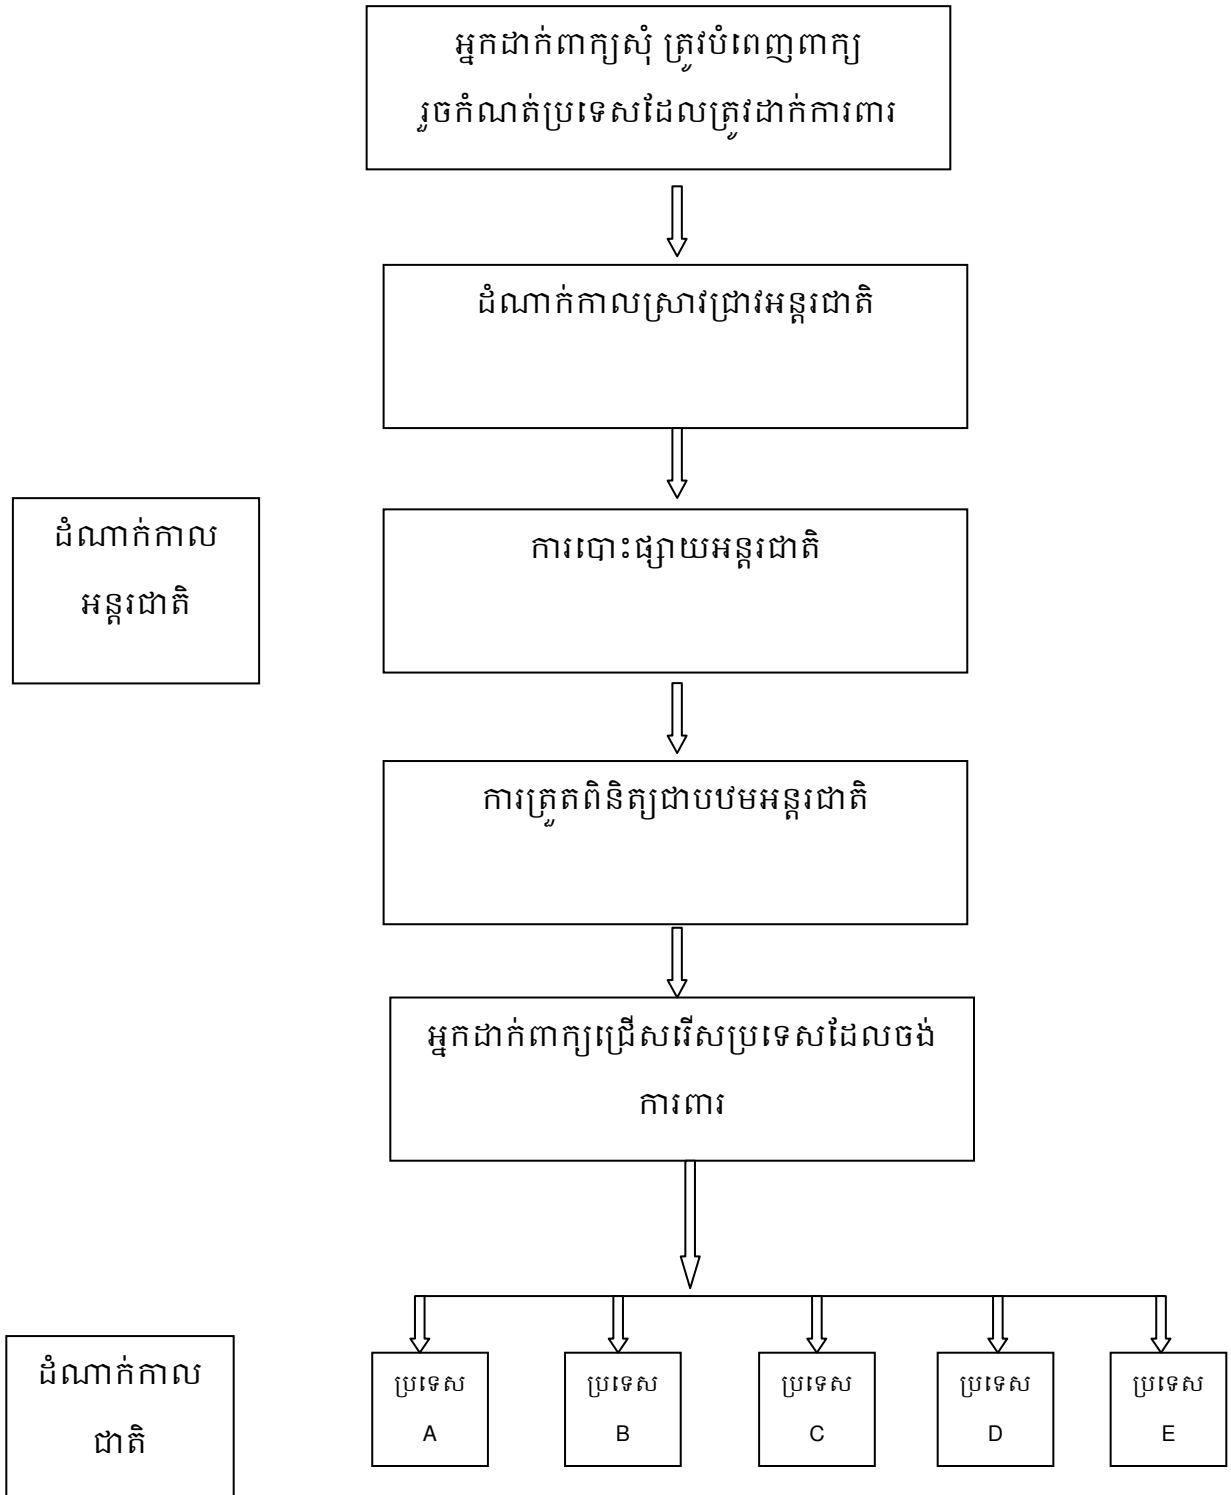 អ្នកដាក់ពាក្យសុំ ត្រូវបំពេញពាក្យ
រួចកំណត់ប្រទេសដែលត្រូវដាក់ការពារ
ដំណាក់កាលស្រាវជ្រាវអន្តរជាតិ
ដំណាក់កាល
អន្តរជាតិ
ការបោះផ្សាយអន្តរជាតិ
ការត្រួតពិនិត្យជាបឋមអន្តរជាតិ
អ្នកដាក់ពាក្យជ្រើសរើសប្រទេសដែលចង់
ការពារ
ដំណាក់កាល
ជាតិ
ប្រទេស
A
ប្រទេស
B
ប្រទេស
C
ប្រទេស
D
ប្រទេស
E